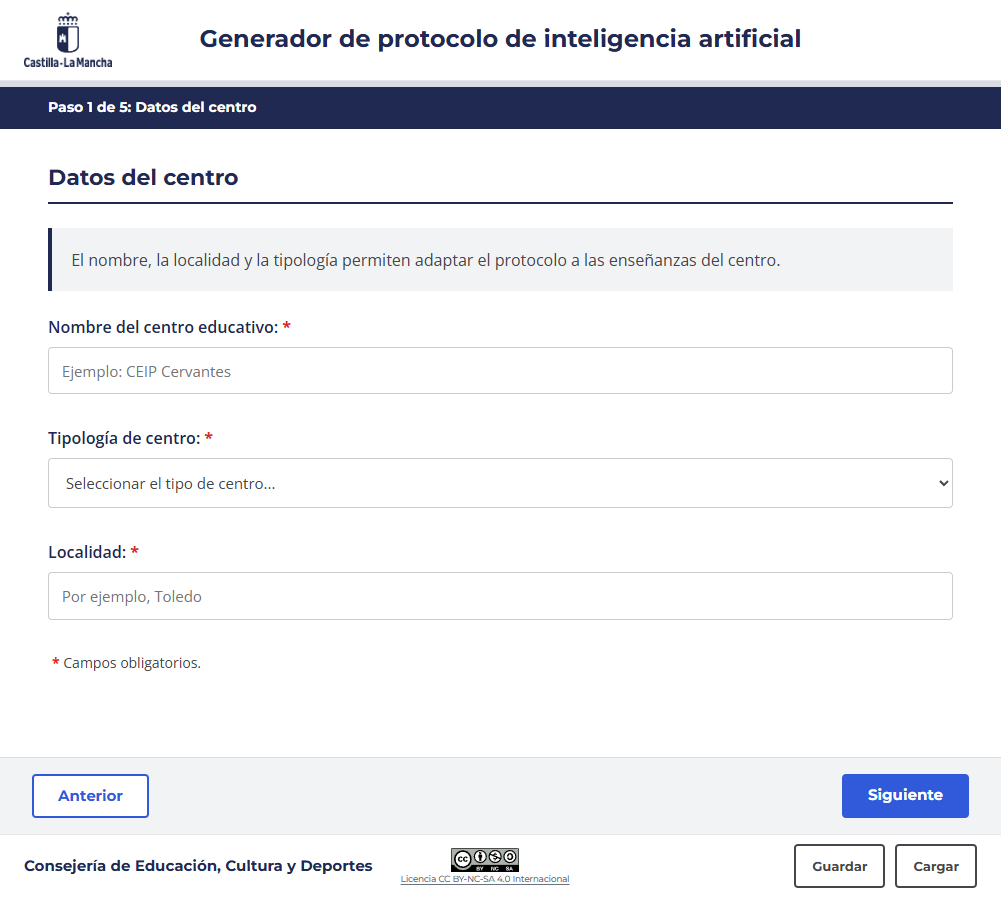 Castilla-La Mancha
Generador de protocolo de inteligencia artificial
Paso 1 de 5: Datos del centro
Datos del centro
El nombre, la localidad y la tipología permiten adaptar el protocolo a las enseñanzas del centro.
Nombre del centro educativo: *
Ejemplo: CEIP Cervantes
Tipología de centro: *
Seleccionar el tipo de centro...
Localidad: *
Por ejemplo, Toledo
* Campos obligatorios.
Anterior
Siguiente
Consejería de Educación, Cultura y Deportes
cc
BY NC SA
Licencia CC BY-NC-SA 4.0 Internacional
Guardar
Cargar